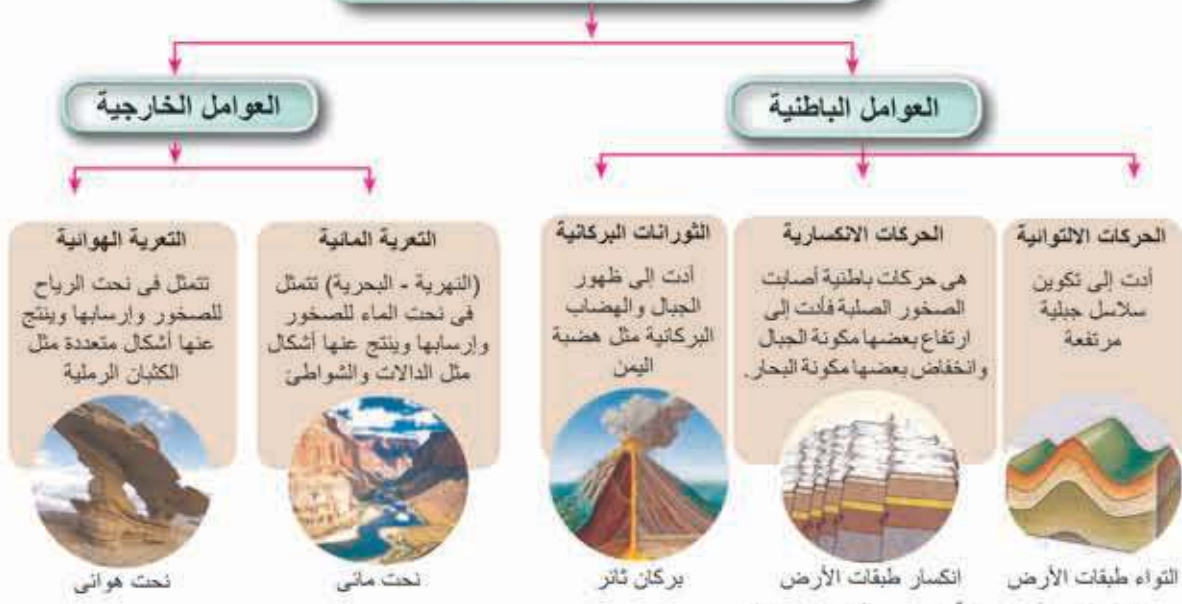 العوامل الباطنية
العوامل الخارجية
الحركات الالتوائية
أدت إلى تكوين
سلاسل جبلية
مرتفعة
التواء طبقات الأرض
الحركات الانكسارية
هى حركات باطنية أصابت
الصخور الصلبة فأدت إلى
ارتفاع بعضها مكونة الجبال
وانخفاض بعضها مكونة البحار.
انكسار طبقات الأرض
الثورانات البركانية
أدت إلى ظهور
الجبال والهضاب
البركانية مثل هضبة
اليمن
بركان ثائر
التعرية المائية
(النهرية - البحرية) تتمثل
فى نحت الماء للصخور
وإرسابها وينتج عنها أشكال
مثل الدالات والشواطئ
نحت مائى
التعرية الهوائية
تتمثل فى نحت الرياح
للصخور وإرسابها وينتج
عنها أشكال متعددة مثل
الكثبان الرملية
نحت هوائى